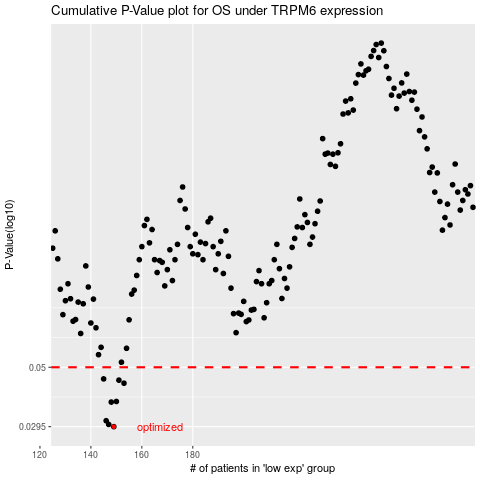 Cumulative P-Value plot for OS under TRPM6 expression
P-Value(log10)
0.05
0.0295
optimized
120 140 160 180
# of patients in 'low exp' group